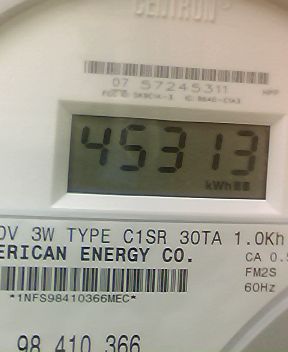 CENTRON®
07 57245311
45313
kWh
0V 3W TYPE C1SR 30TA 1.0Kh
ERICAN ENERGY CO. CA 0.5
FM2S
*1NFS98410366MEC* 60Hz
98 410 366